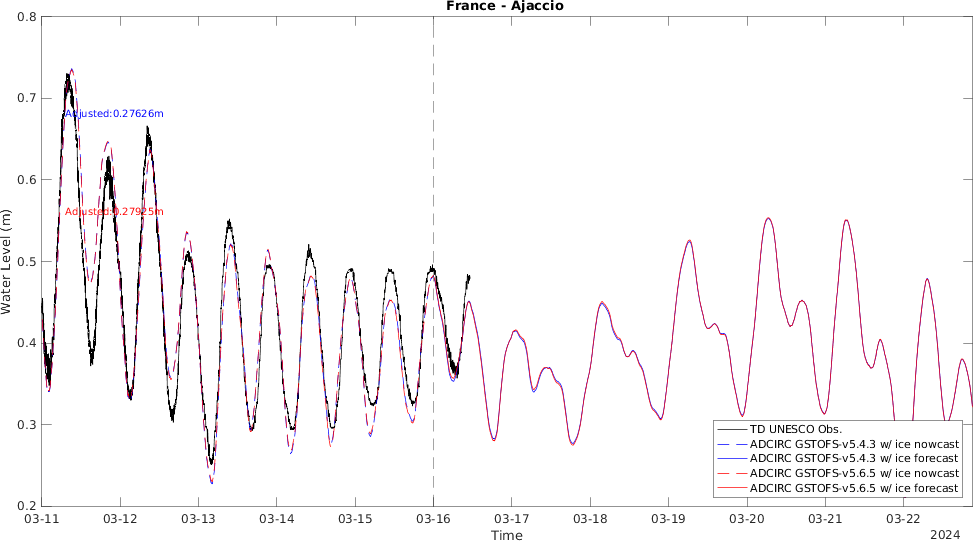 France - Ajaccio
0.8
0.7
0.6
0.5
0.4
0.3
0.2
Water Level (m)
Adjusted:0.27626m
Adjusted:0.27925m
TD UNESCO Obs.
ADCIRC GSTOFS-v5.4.3 w/ ice nowcast
ADCIRC GSTOFS-v5.4.3 w/ ice forecast
ADCIRC GSTOFS-v5.6.5 w/ ice nowcast
ADCIRC GSTOFS-v5.6.5 w/ ice forecast
03-11 03-12 03-13 03-14 03-15 03-16 03-17 03-18 03-19 03-20 03-21 03-22
Time
2024